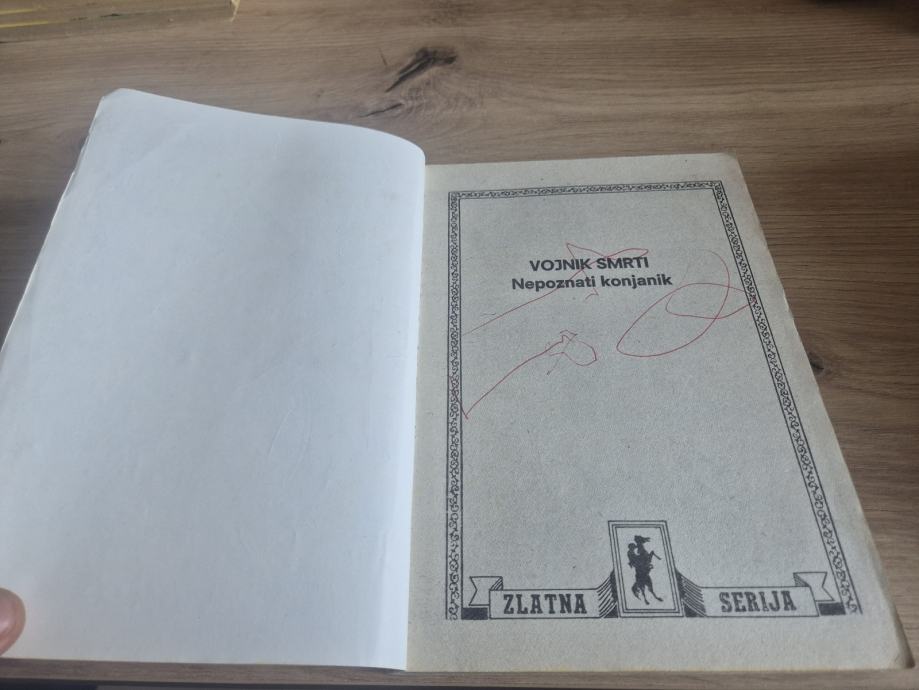 VOJNIK SMRTI
Nepoznati konjanik
ZLATNA SERIJA